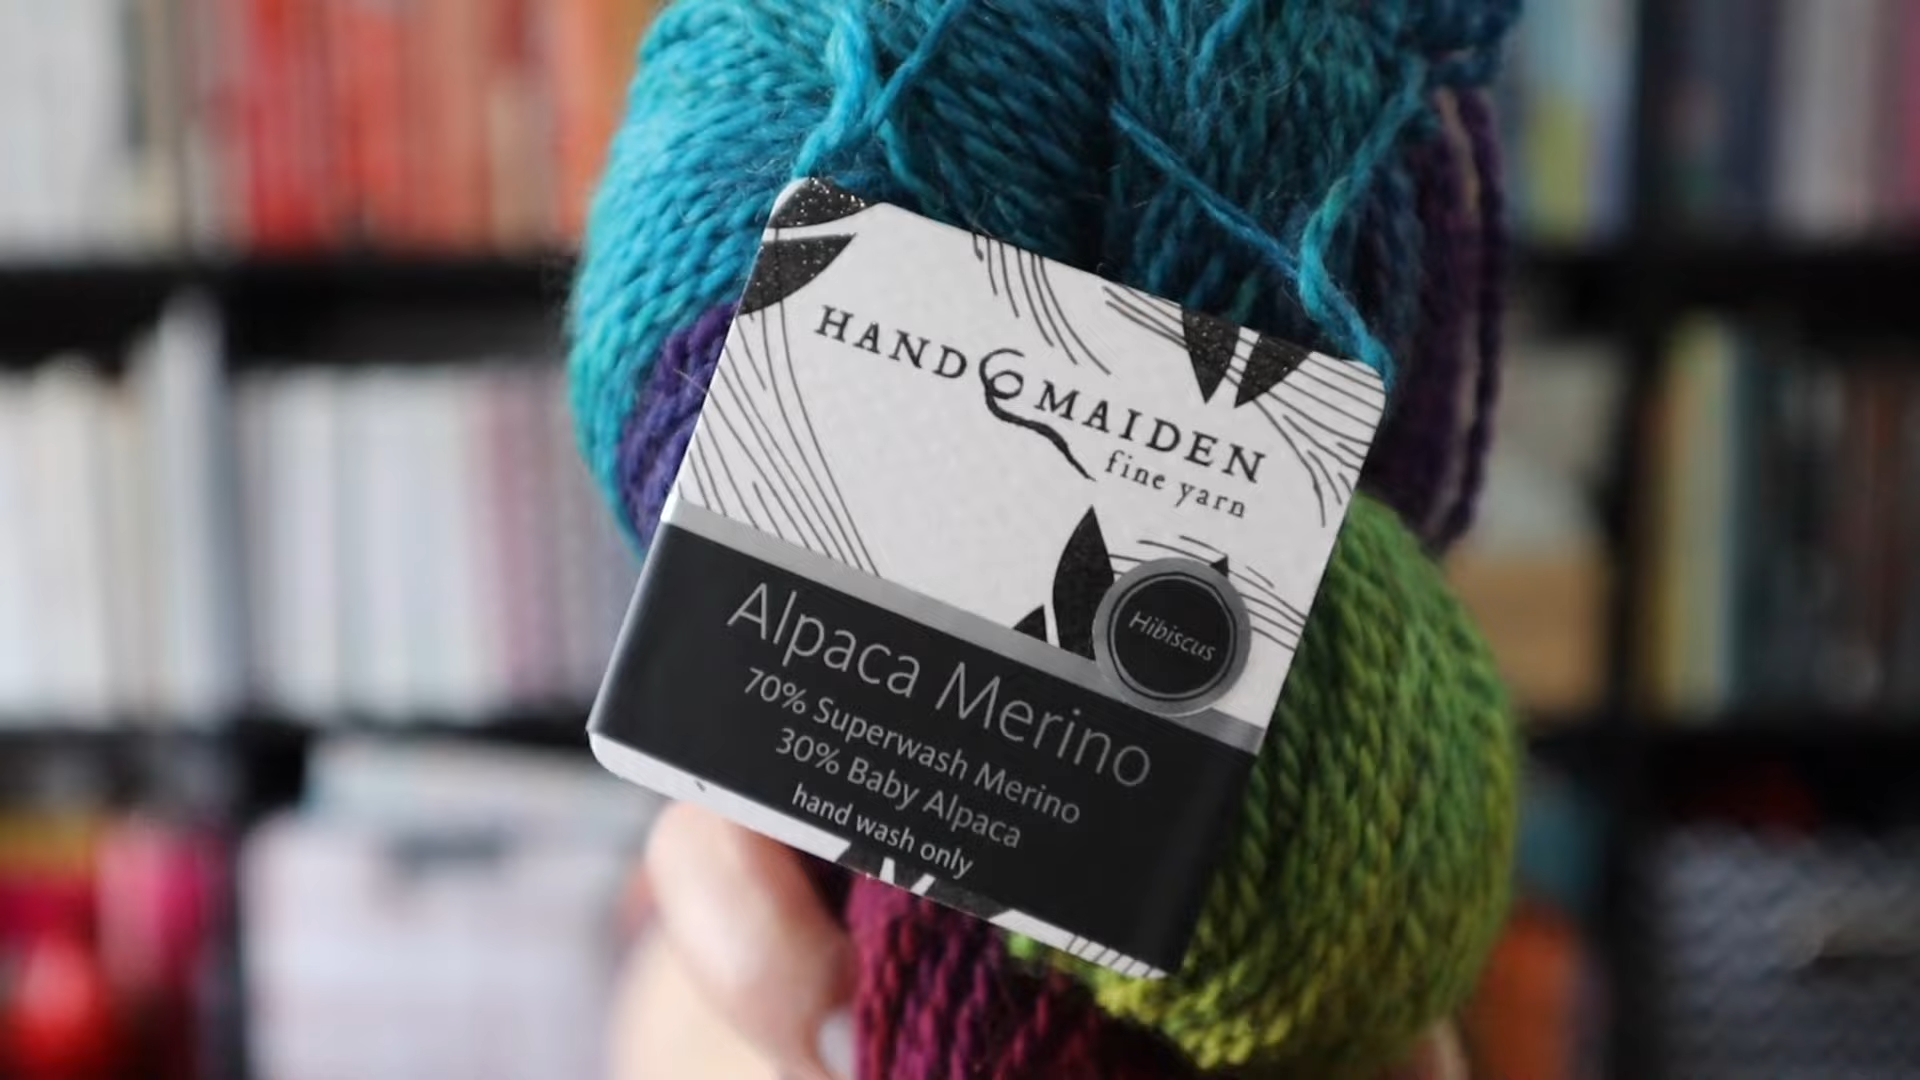 HAND MAIDEN
fine yarn
Hibiscus
Alpaca Merino
70% Superwash Merino
30% Baby Alpaca
hand wash only